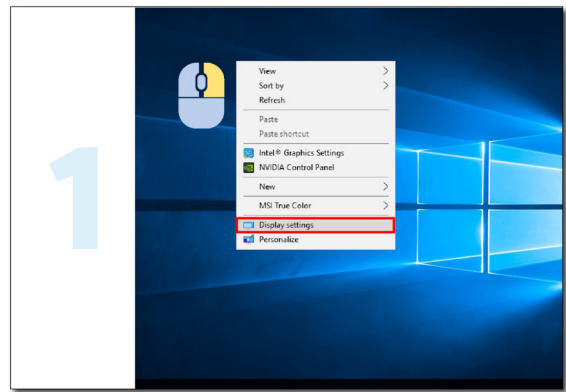 1
View
Sort by
Refresh
Paste
Paste shortcut
Intel® Graphics Settings
NVIDIA Control Panel
New
MSI True Color
Display settings
Personalize